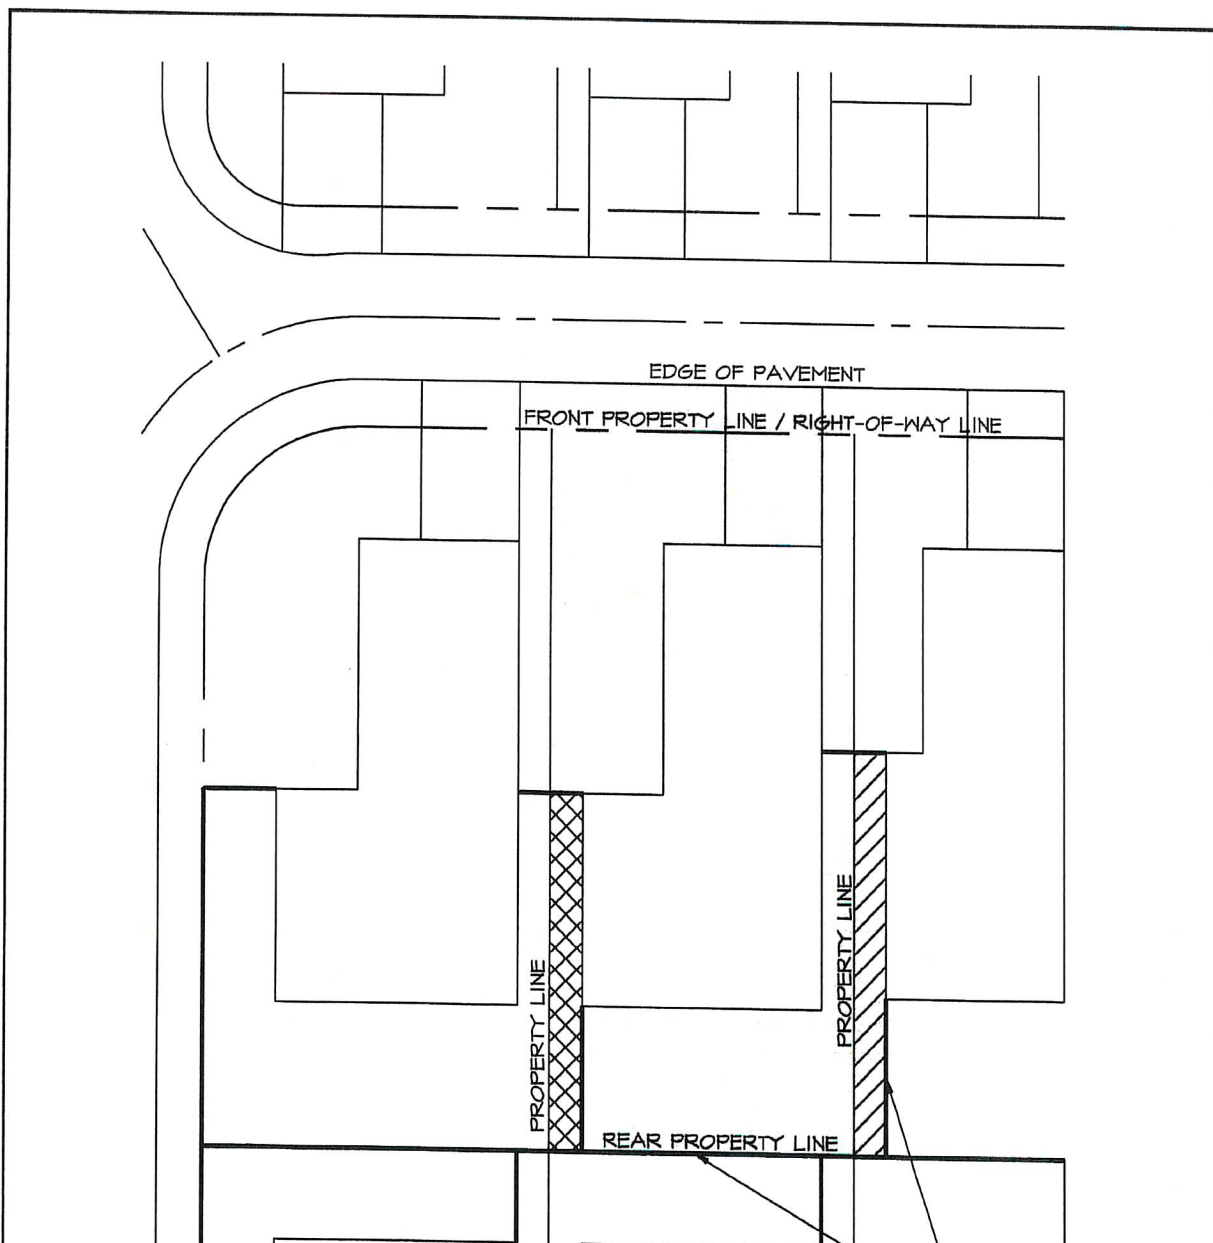 EDGE OF PAVEMENT
FRONT PROPERTY LINE / RIGHT-OF-WAY LINE
PROPERTY LINE
PROPERTY LINE
REAR PROPERTY LINE